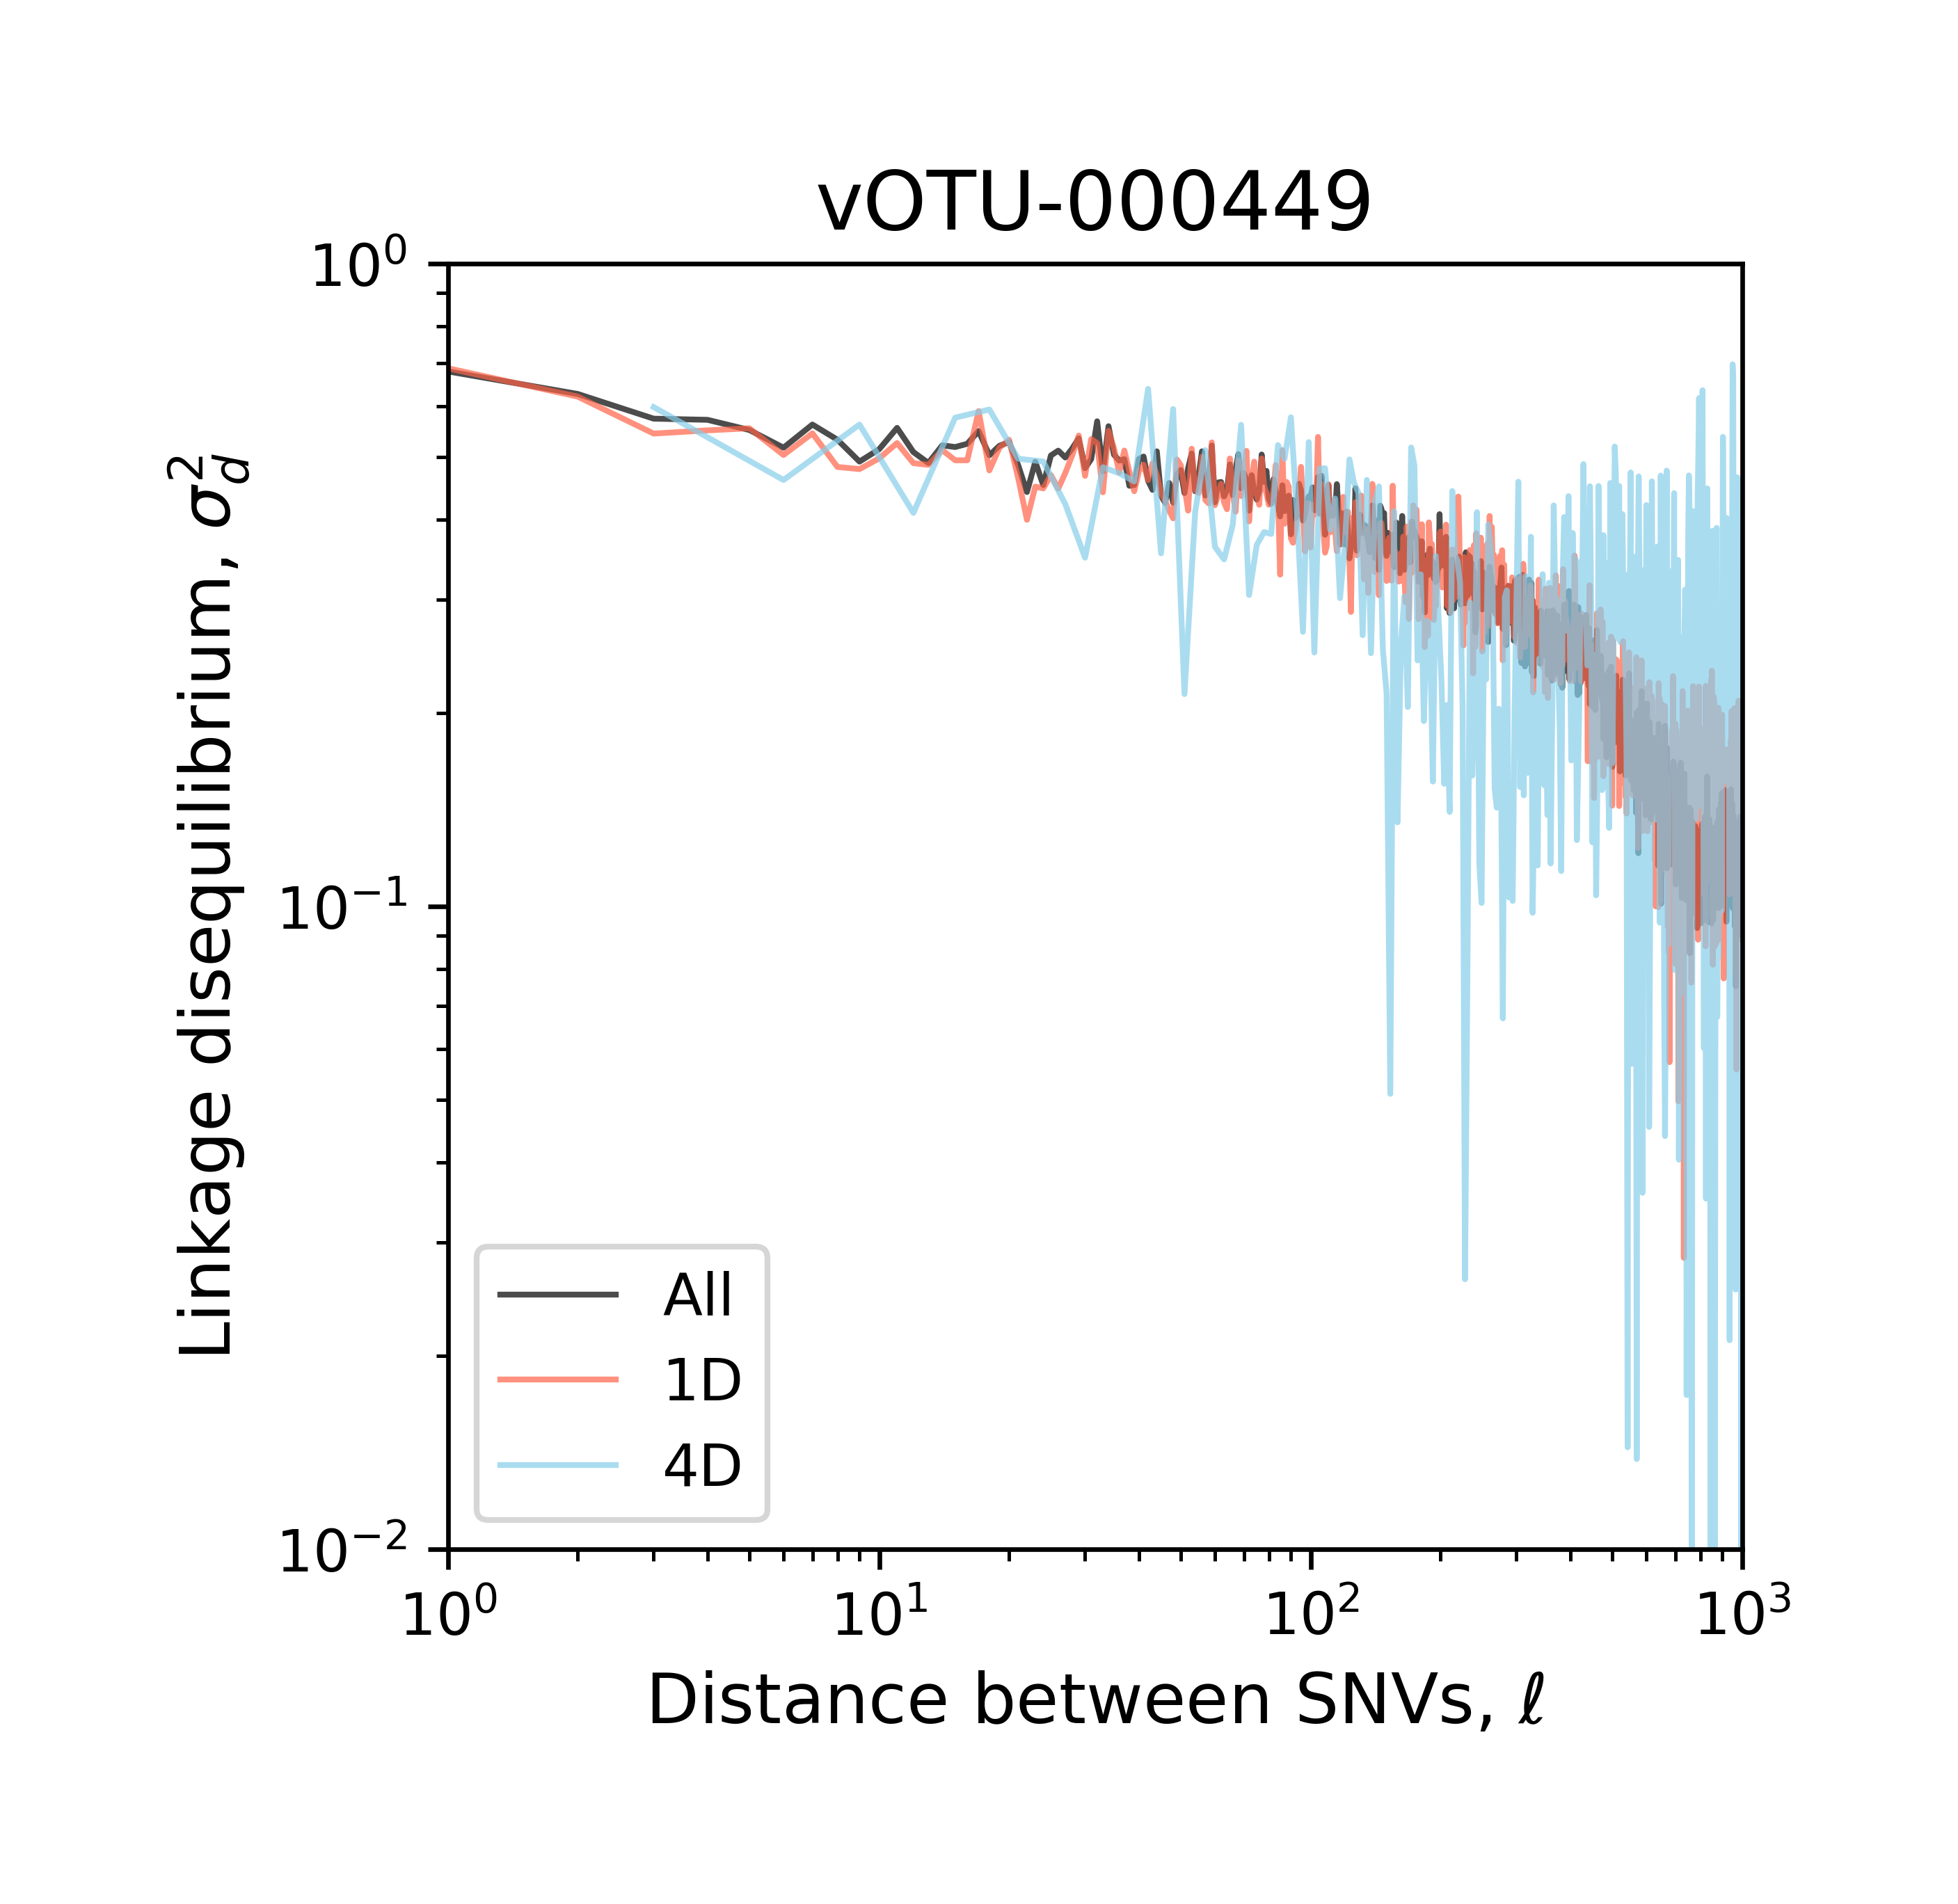 vOTU-000449
10⁰
10⁻¹
10⁻²
Linkage disequilibrium, σ_d²
All
1D
4D
10⁰ 10¹ 10² 10³
Distance between SNVs, ℓ